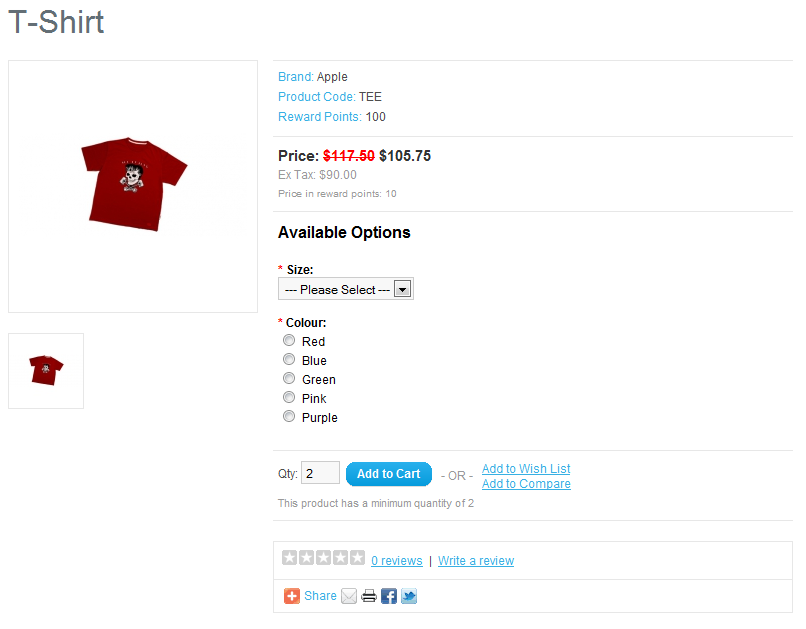 T-Shirt
Brand: Apple
Product Code: TEE
Reward Points: 100
Price: $117.50 $105.75
Ex Tax: $90.00
Price in reward points: 10
Available Options
* Size:
--- Please Select ---
* Colour:
Red
Blue
Green
Pink
Purple
Qty: 2 Add to Cart - OR - Add to Wish List
Add to Compare
This product has a minimum quantity of 2
0 reviews | Write a review
Share